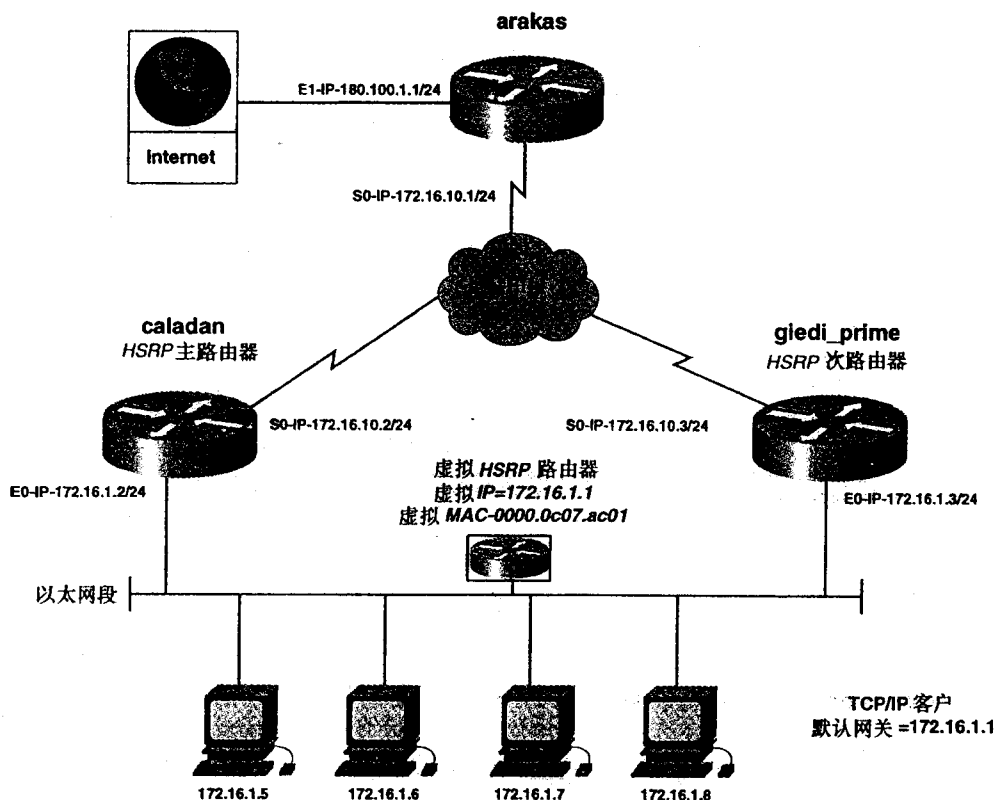 arakas
E1-IP-180.100.1.1/24
Internet
S0-IP-172.16.10.1/24
caladan
HSRP 主路由器
giedi_prime
HSRP 次路由器
S0-IP-172.16.10.2/24
S0-IP-172.16.10.3/24
E0-IP-172.16.1.2/24
E0-IP-172.16.1.3/24
虚拟 HSRP 路由器
虚拟 IP=172.16.1.1
虚拟 MAC-0000.0c07.ac01
以太网段
TCP/IP 客户
默认网关 =172.16.1.1
172.16.1.5
172.16.1.6
172.16.1.7
172.16.1.8